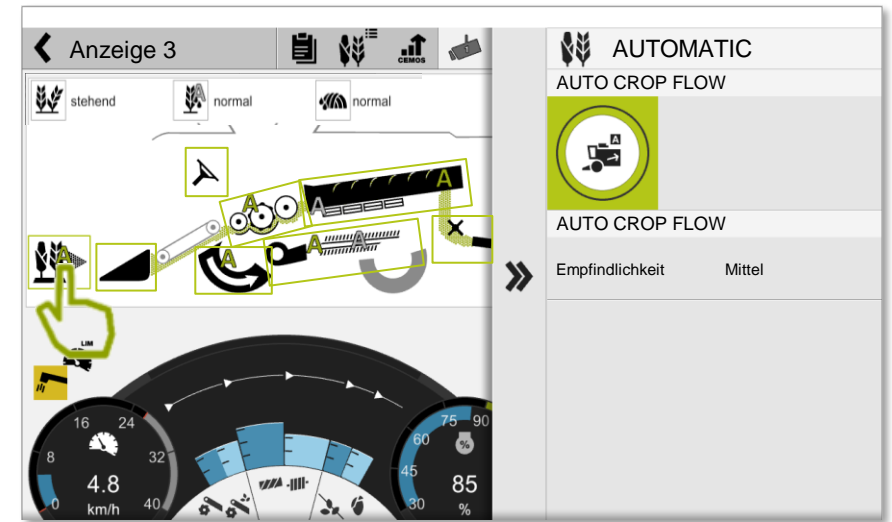 Anzeige 3
CEMOS
AUTOMATIC
AUTO CROP FLOW
stehend
normal
normal
A
A
A
A
A
A
A
A
A
AUTO CROP FLOW
Empfindlichkeit Mittel
LIM
0 8 16 24 32 40
4.8
km/h
30 45 60 75 90
%
85
%